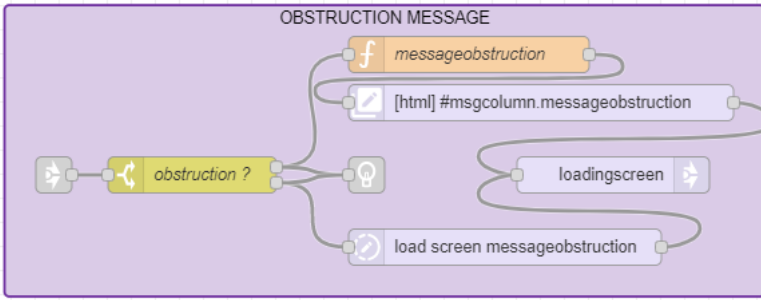 OBSTRUCTION MESSAGE
messageobstruction
[html] #msgcolumn.messageobstruction
obstruction ?
loadingscreen
load screen messageobstruction